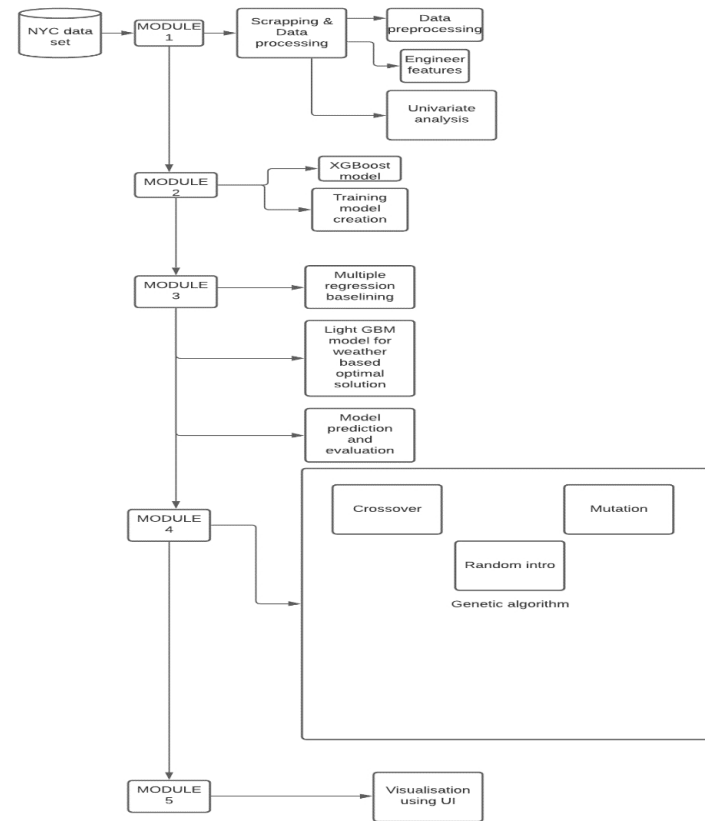 NYC data
set
MODULE
1
Scrapping &
Data
processing
Data
preprocessing
Engineer
features
Univariate
analysis
MODULE
2
XGBoost
model
Training
model
creation
MODULE
3
Multiple
regression
baselining
Light GBM
model for
weather
based
optimal
solution
Model
prediction
and
evaluation
MODULE
4
Crossover
Mutation
Random intro
Genetic algorithm
MODULE
5
Visualisation
using UI